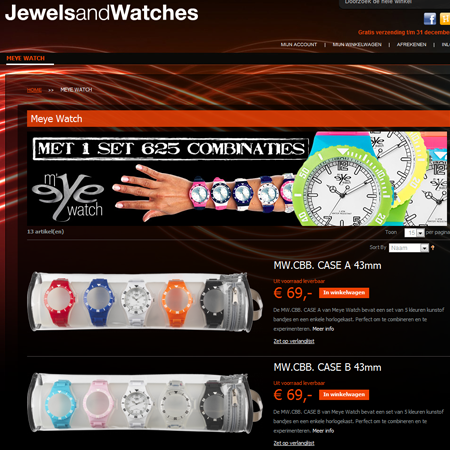 JewelsandWatches
Doorzoek de hele winkel
Gratis verzending tm 31 december
MIJN ACCOUNT | MIJN WINKELWAGEN | AFREKENEN | INL
MEYE WATCH
HOME >> MEYE WATCH
Meye Watch
MET 1 SET 625 COMBINATIES
m'eye watch
13 artikel(en)
Toon 15 per pagina
Sort By Naam
MW.CBB. CASE A 43mm
Uit voorraad leverbaar
€ 69,- In winkelwagen
De MW.CBB. CASE A van Meye Watch bevat een set van 5 kleuren kunstof
bandjes en een enkele horlogekast. Perfect om te combineren en te
experimenteren. Meer info
Zet op verlanglijst
MW.CBB. CASE B 43mm
Uit voorraad leverbaar
€ 69,- In winkelwagen
De MW.CBB. CASE B van Meye Watch bevat een set van 5 kleuren kunstof
bandjes en een enkele horlogekast. Perfect om te combineren en te
experimenteren. Meer info
Zet op verlanglijst